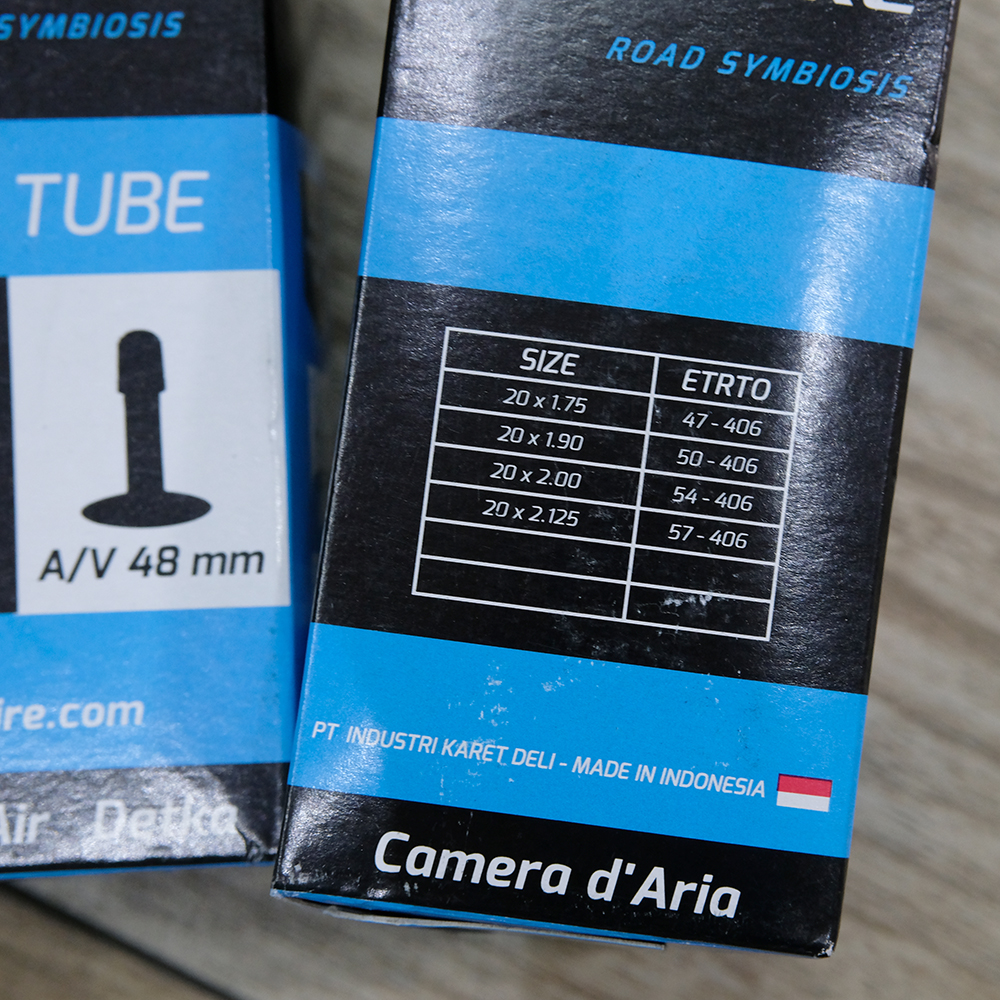 SYMBIOSIS
TUBE
A/V 48 mm
ire.com
Air Detka
ROAD SYMBIOSIS
SIZE ETRTO
20 x 1.75 47 - 406
20 x 1.90 50 - 406
20 x 2.00 54 - 406
20 x 2.125 57 - 406
PT INDUSTRI KARET DELI - MADE IN INDONESIA
Camera d'Aria